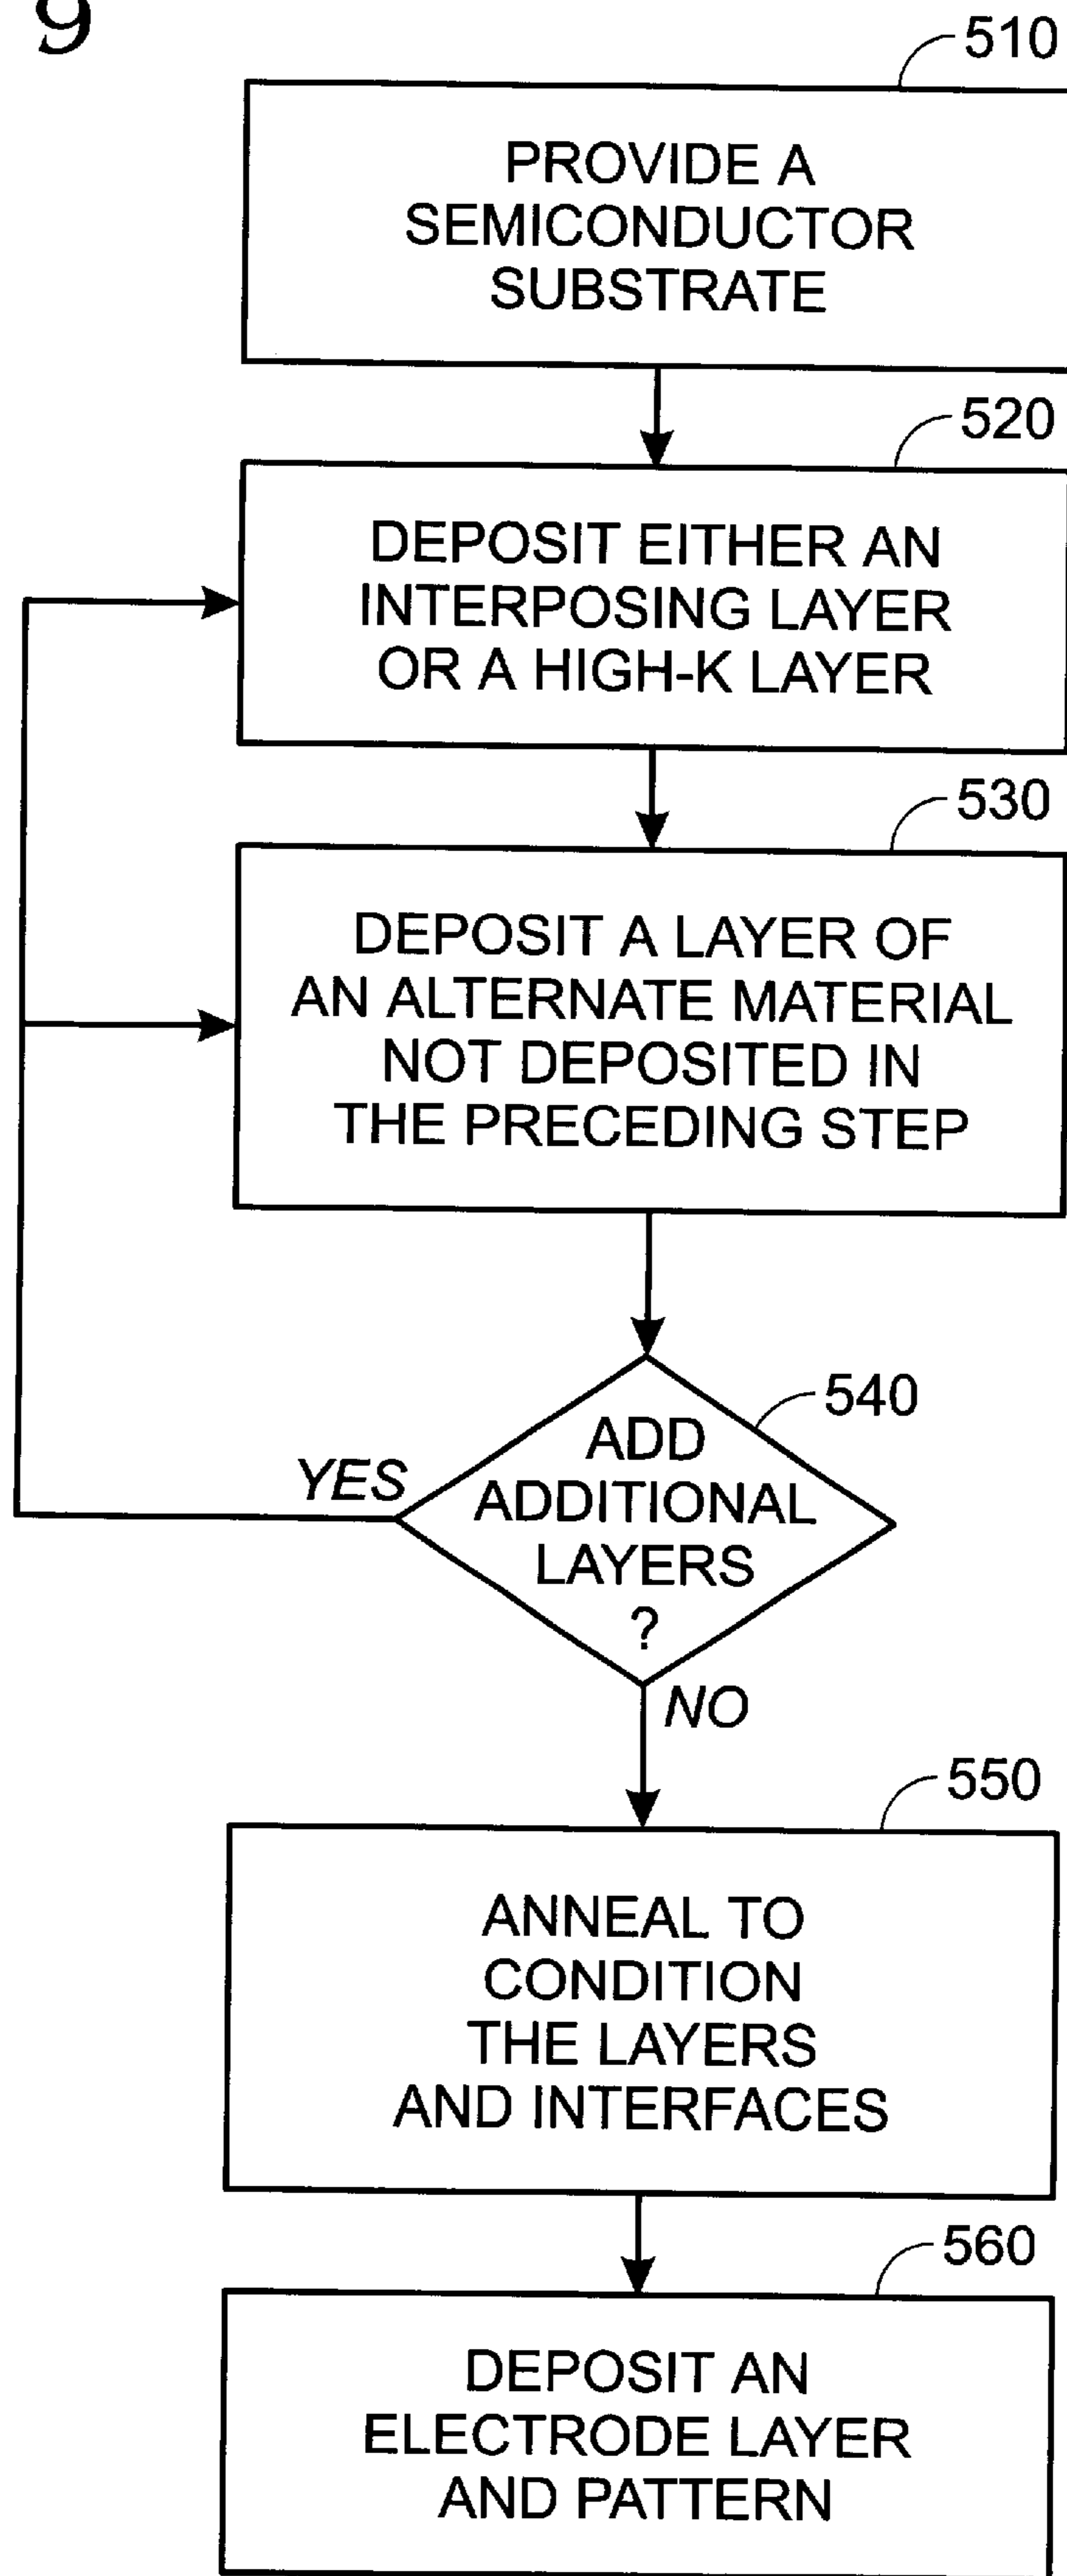 9
510
PROVIDE A
SEMICONDUCTOR
SUBSTRATE
520
DEPOSIT EITHER AN
INTERPOSING LAYER
OR A HIGH-K LAYER
530
DEPOSIT A LAYER OF
AN ALTERNATE MATERIAL
NOT DEPOSITED IN
THE PRECEDING STEP
540
ADD
ADDITIONAL
LAYERS
?
YES
NO
550
ANNEAL TO
CONDITION
THE LAYERS
AND INTERFACES
560
DEPOSIT AN
ELECTRODE LAYER
AND PATTERN